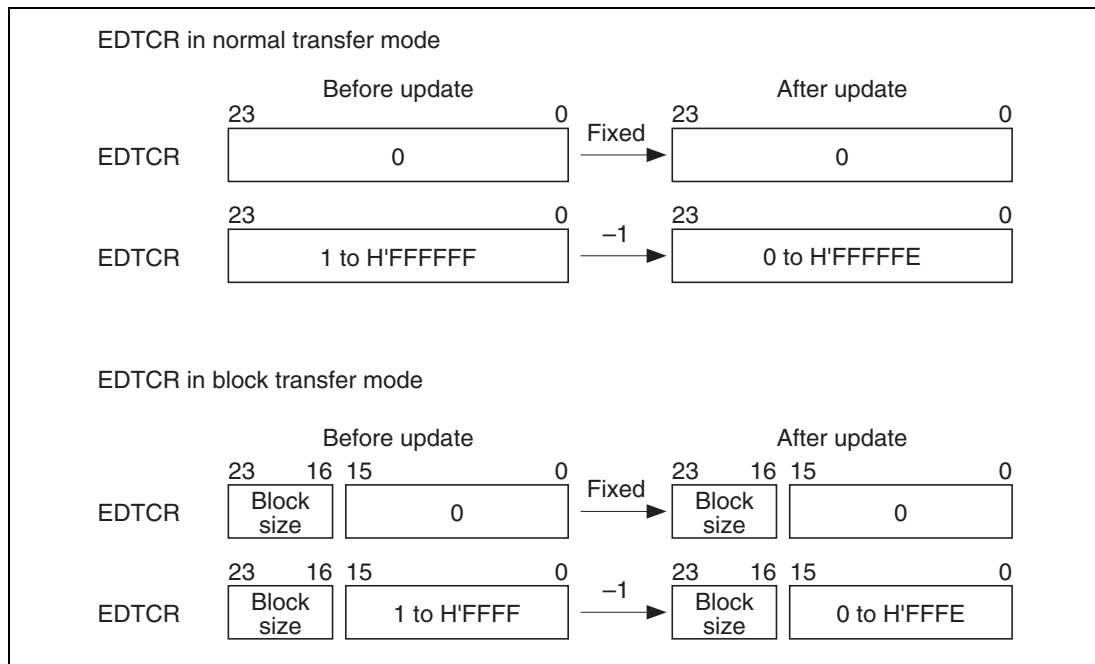 EDTCR in normal transfer mode
Before update After update
23 0 23 0
EDTCR 0 Fixed 0
23 0 23 0
EDTCR 1 to H'FFFFFF –1 0 to H'FFFFFE
EDTCR in block transfer mode
Before update After update
23 16 15 0 23 16 15 0
EDTCR Block size 0 Fixed Block size 0
23 16 15 0 23 16 15 0
EDTCR Block size 1 to H'FFFF –1 Block size 0 to H'FFFE